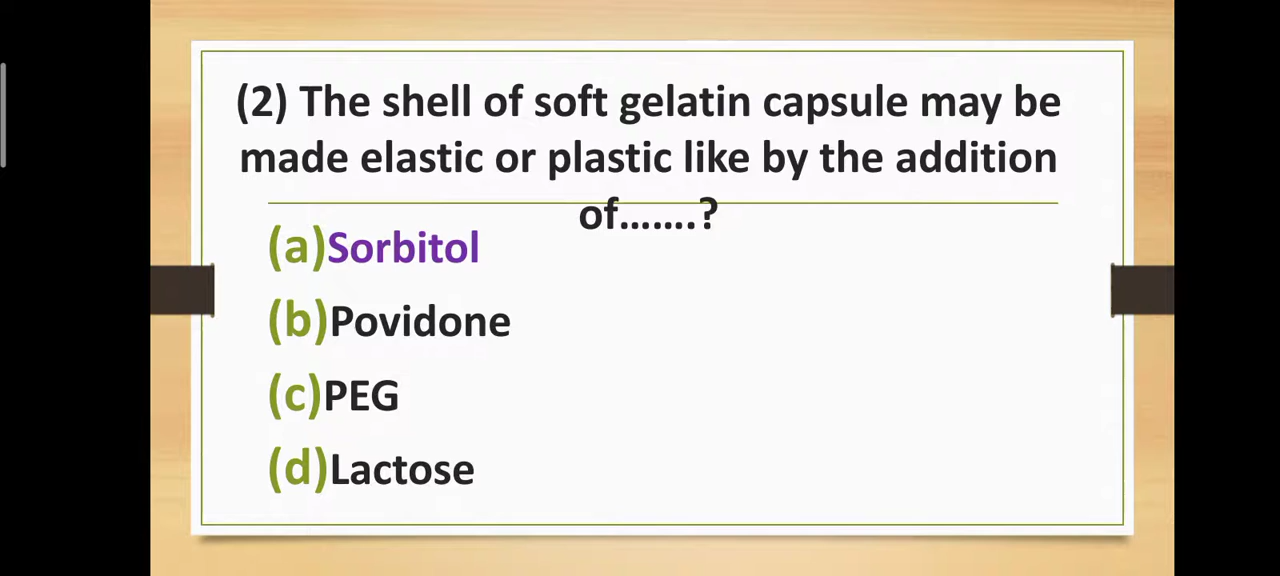 (2) The shell of soft gelatin capsule may be
made elastic or plastic like by the addition
of.......?
(a)Sorbitol
(b)Povidone
(c)PEG
(d)Lactose